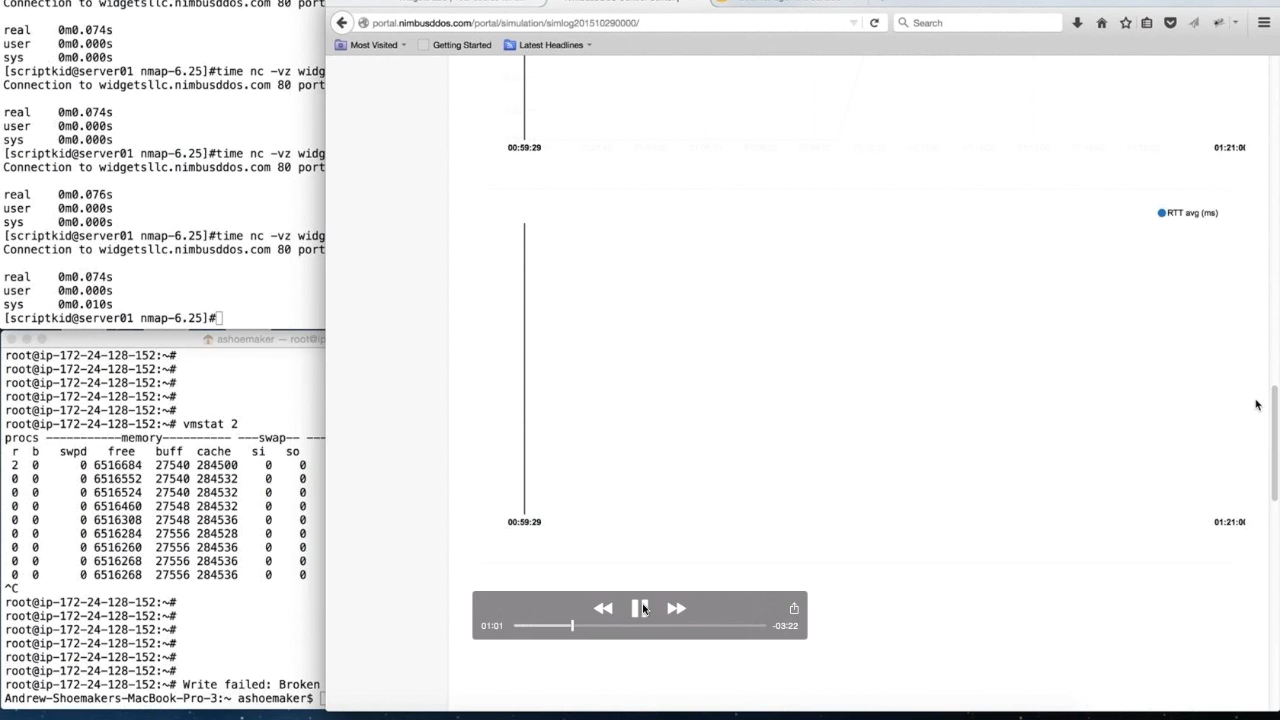 Connection to widgetsllc.nimbusddos.com 80 port
real 0m0.074s
user 0m0.000s
sys 0m0.000s
[scriptkid@server01 nmap-6.25]#time nc -vz widg
Connection to widgetsllc.nimbusddos.com 80 port
real 0m0.074s
user 0m0.000s
sys 0m0.000s
[scriptkid@server01 nmap-6.25]#time nc -vz widg
Connection to widgetsllc.nimbusddos.com 80 port
real 0m0.076s
user 0m0.000s
sys 0m0.000s
[scriptkid@server01 nmap-6.25]#time nc -vz widg
Connection to widgetsllc.nimbusddos.com 80 port
real 0m0.074s
user 0m0.000s
sys 0m0.010s
[scriptkid@server01 nmap-6.25]#
ashoemaker — root@ip
root@ip-172-24-128-152:~#
root@ip-172-24-128-152:~#
root@ip-172-24-128-152:~#
root@ip-172-24-128-152:~#
root@ip-172-24-128-152:~#
root@ip-172-24-128-152:~# vmstat 2
procs -----------memory---------- ---swap-- ---
r b swpd free buff cache si so
2 0 0 6516684 27540 284500 0 0
0 0 0 6516552 27540 284532 0 0
0 0 0 6516524 27540 284532 0 0
0 0 0 6516460 27548 284532 0 0
0 0 0 6516308 27548 284536 0 0
0 0 0 6516284 27556 284528 0 0
0 0 0 6516260 27556 284536 0 0
0 0 0 6516268 27556 284536 0 0
0 0 0 6516268 27556 284536 0 0
^C
root@ip-172-24-128-152:~#
root@ip-172-24-128-152:~#
root@ip-172-24-128-152:~#
root@ip-172-24-128-152:~#
root@ip-172-24-128-152:~#
root@ip-172-24-128-152:~#
root@ip-172-24-128-152:~# Write failed: Broken
Andrew-Shoemakers-MacBook-Pro-3:~ ashoemaker$
portal.nimbusddos.com/portal/simulation/simlog201510290000/
Search
Most Visited Getting Started Latest Headlines
00:59:29 01:21:00
RTT avg (ms)
00:59:29 01:21:00
01:01 -03:22